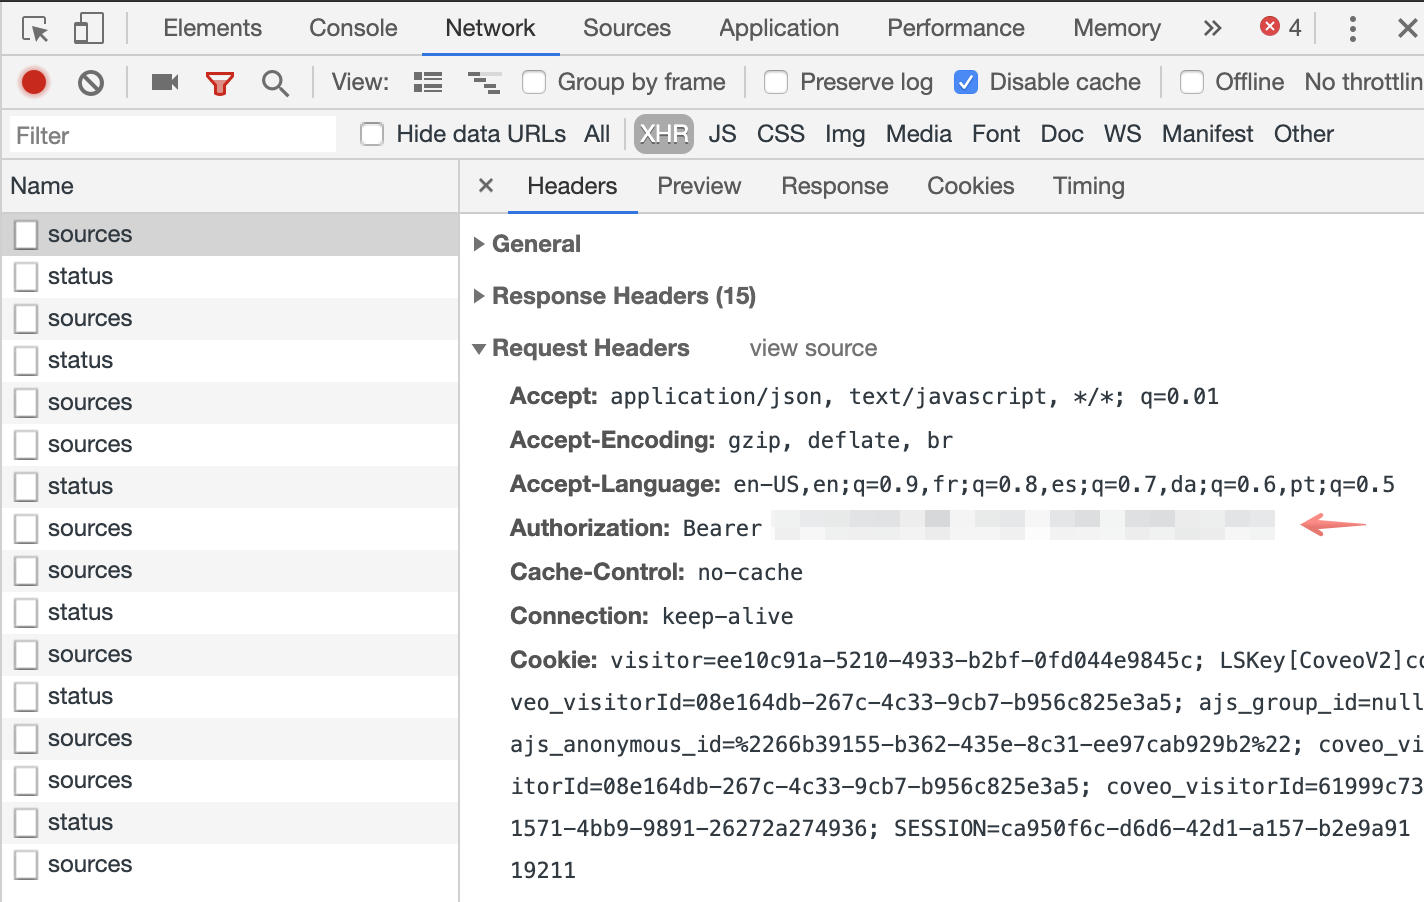 Elements Console Network Sources Application Performance Memory 4
View: Group by frame Preserve log Disable cache Offline No throttlin
Filter Hide data URLs All XHR JS CSS Img Media Font Doc WS Manifest Other
Name
sources
status
sources
status
sources
sources
status
sources
sources
status
sources
status
sources
sources
status
sources
Headers Preview Response Cookies Timing
General
Response Headers (15)
Request Headers view source
Accept: application/json, text/javascript, */*; q=0.01
Accept-Encoding: gzip, deflate, br
Accept-Language: en-US,en;q=0.9,fr;q=0.8,es;q=0.7,da;q=0.6,pt;q=0.5
Authorization: Bearer
Cache-Control: no-cache
Connection: keep-alive
Cookie: visitor=ee10c91a-5210-4933-b2bf-0fd044e9845c; LSKey[CoveoV2]co
veo_visitorId=08e164db-267c-4c33-9cb7-b956c825e3a5; ajs_group_id=null
ajs_anonymous_id=%2266b39155-b362-435e-8c31-ee97cab929b2%22; coveo_vi
itorId=08e164db-267c-4c33-9cb7-b956c825e3a5; coveo_visitorId=61999c73
1571-4bb9-9891-26272a274936; SESSION=ca950f6c-d6d6-42d1-a157-b2e9a91
19211